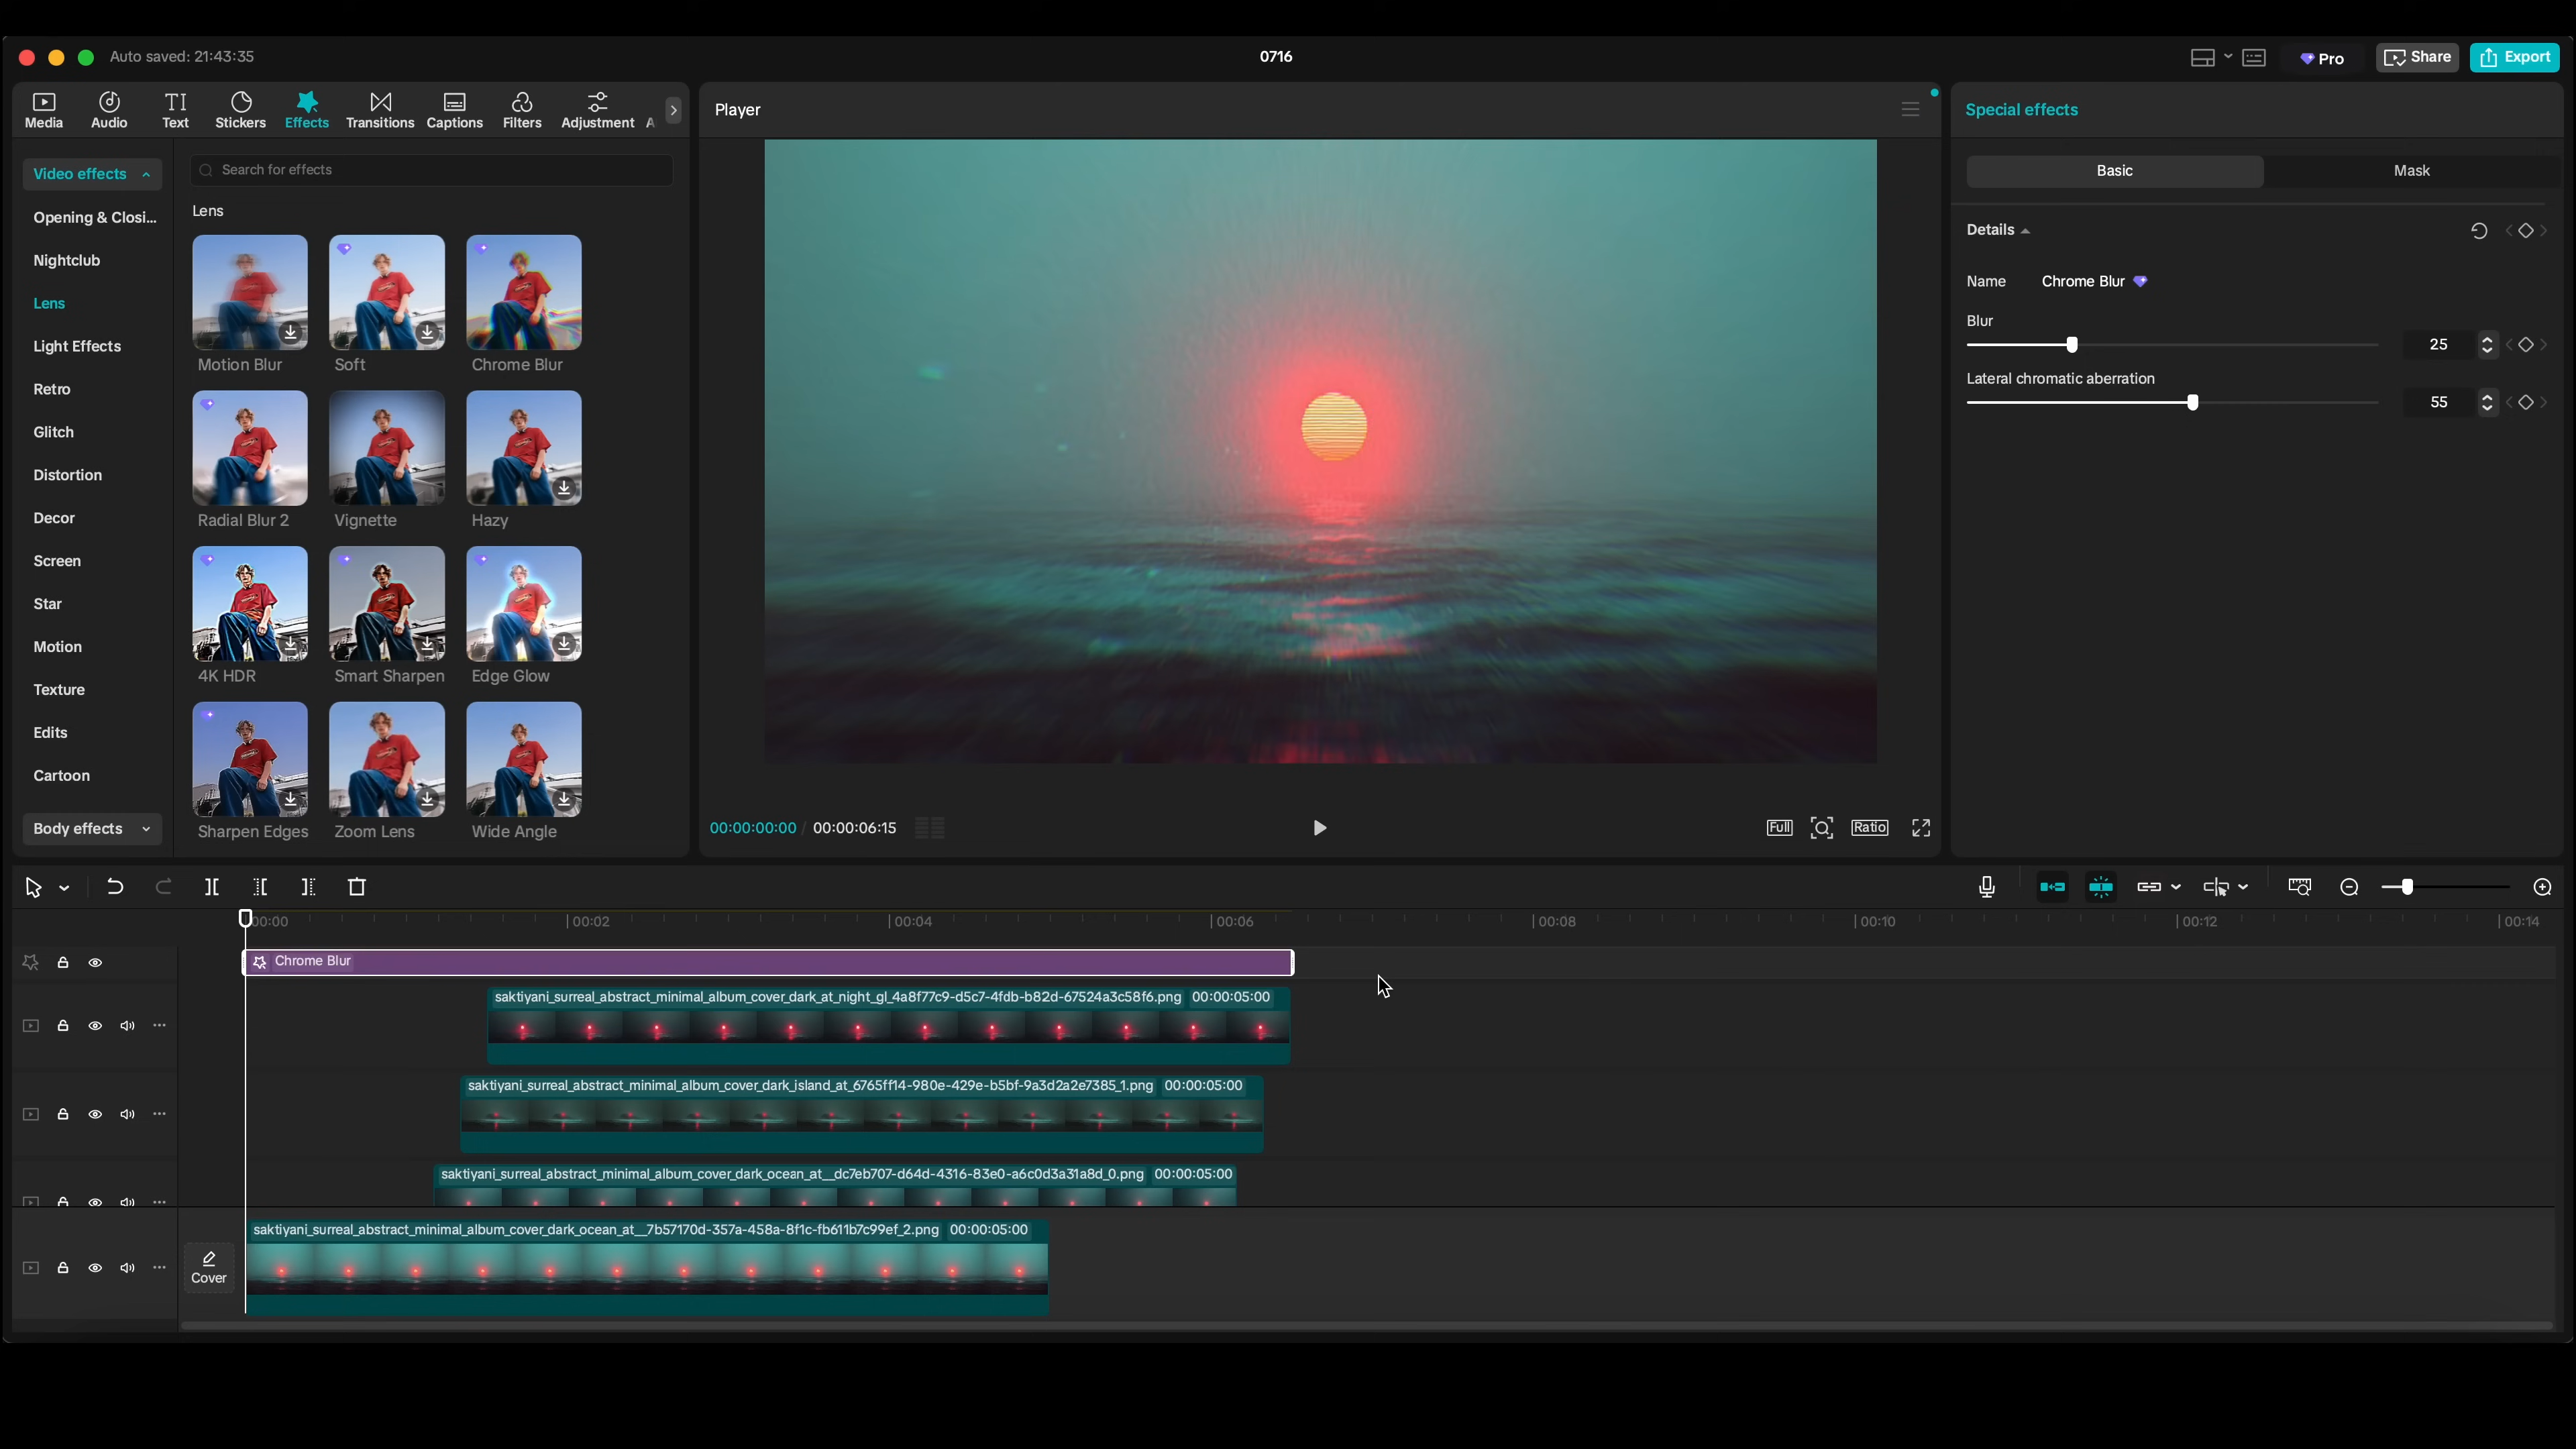 Auto saved: 21:43:35
0716
Pro
Share
Export
Media
Audio
Text
Stickers
Effects
Transitions
Captions
Filters
Adjustment
Player
Special effects
Video effects
Opening & Closi...
Nightclub
Lens
Light Effects
Retro
Glitch
Distortion
Decor
Screen
Star
Motion
Texture
Edits
Cartoon
Body effects
Search for effects
Lens
Motion Blur
Soft
Chrome Blur
Radial Blur 2
Vignette
Hazy
4K HDR
Smart Sharpen
Edge Glow
Sharpen Edges
Zoom Lens
Wide Angle
00:00:00:00 / 00:00:06:15
Full
Ratio
Basic
Mask
Details
Name Chrome Blur
Blur
25
Lateral chromatic aberration
55
00:00
00:02
00:04
00:06
00:08
00:10
00:12
00:14
Chrome Blur
saktiyani_surreal_abstract_minimal_album_cover_dark_at_night_gl_4a8f77c9-d5c7-4fdb-b82d-67524a3c58f6.png 00:00:05:00
saktiyani_surreal_abstract_minimal_album_cover_dark_island_at_6765ff14-980e-429e-b5bf-9a3d2a2e7385_1.png 00:00:05:00
saktiyani_surreal_abstract_minimal_album_cover_dark_ocean_at__dc7eb707-d64d-4316-83e0-a6c0d3a31a8d_0.png 00:00:05:00
saktiyani_surreal_abstract_minimal_album_cover_dark_ocean_at__7b57170d-357a-458a-8f1c-fb611b7c99ef_2.png 00:00:05:00
Cover